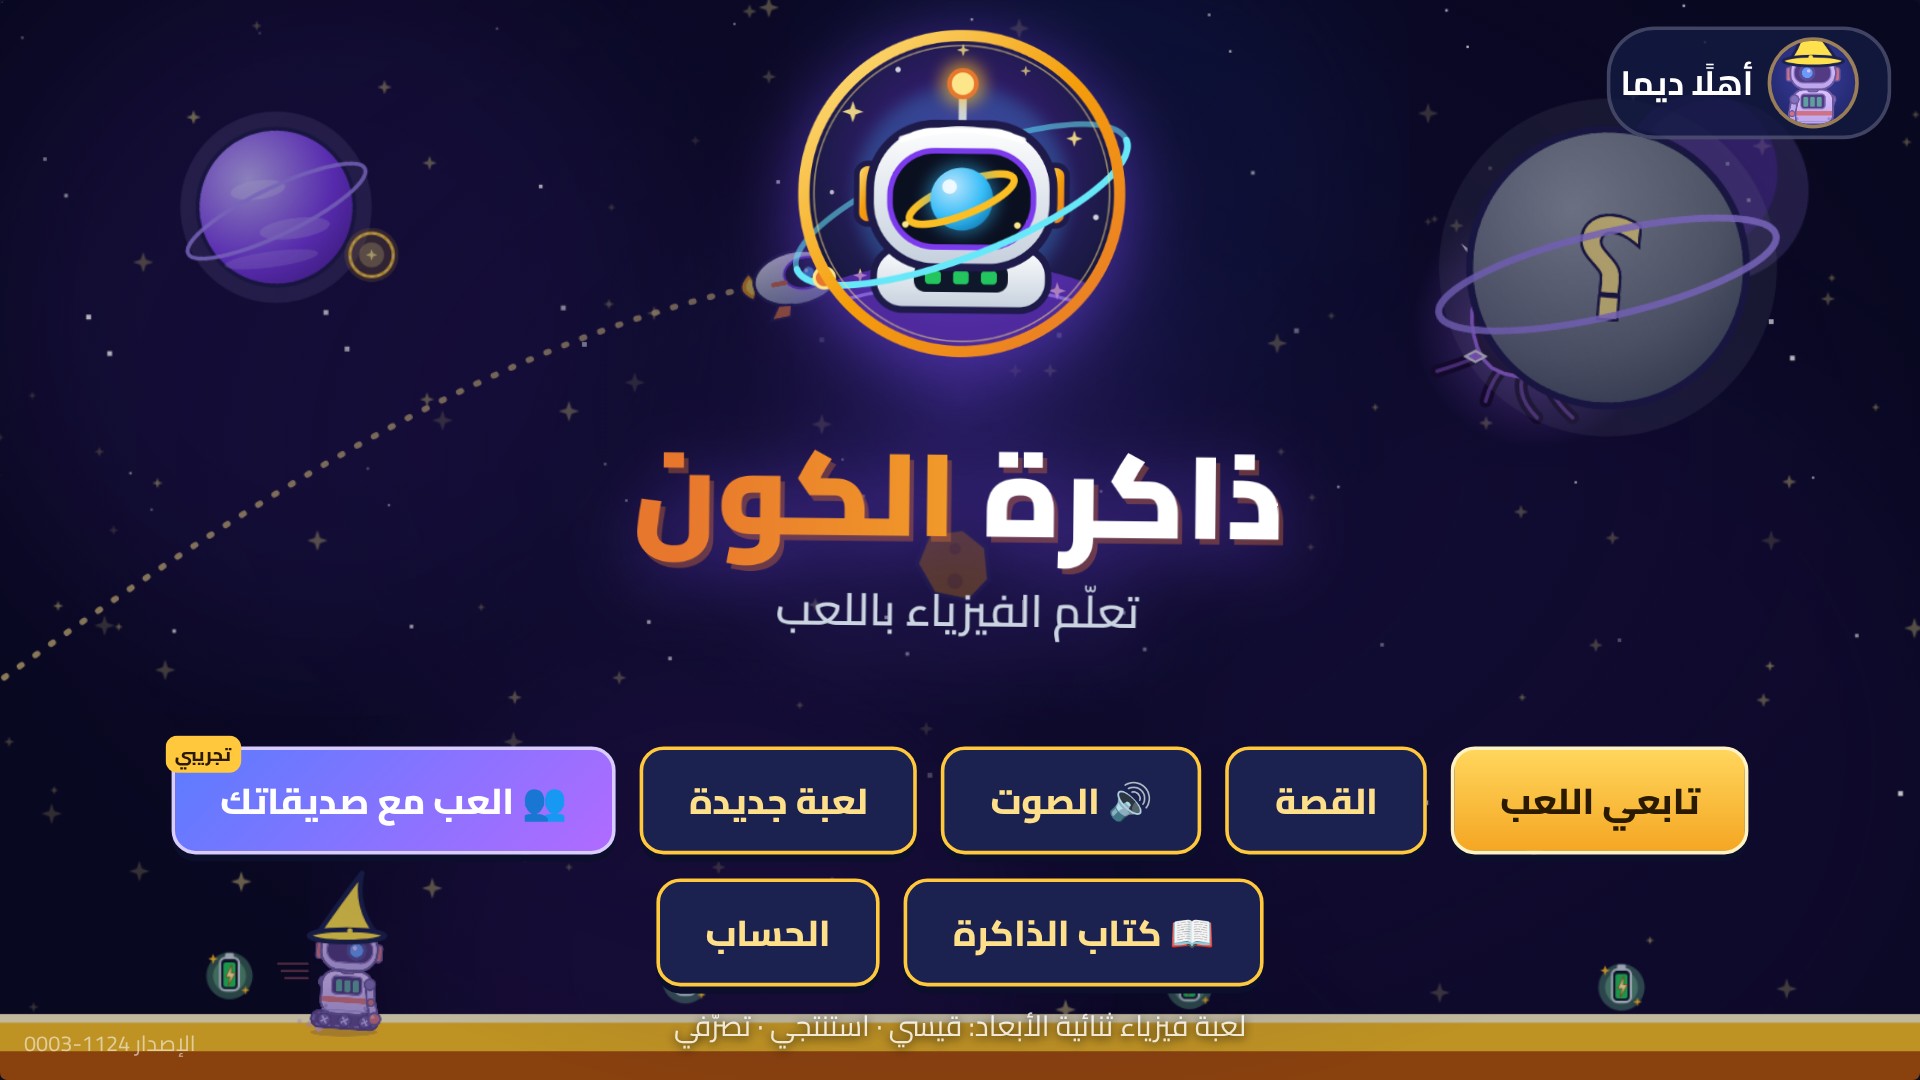 أهلًا ديما
؟
ذاكرة الكون
تعلّم الفيزياء باللعب
تابعي اللعب
القصة
الصوت
لعبة جديدة
العب مع صديقاتك
تجريبي
كتاب الذاكرة
الحساب
لعبة فيزياء ثنائية الأبعاد: قيسي · استنتجي · تصرّفي
الإصدار 1124-0003